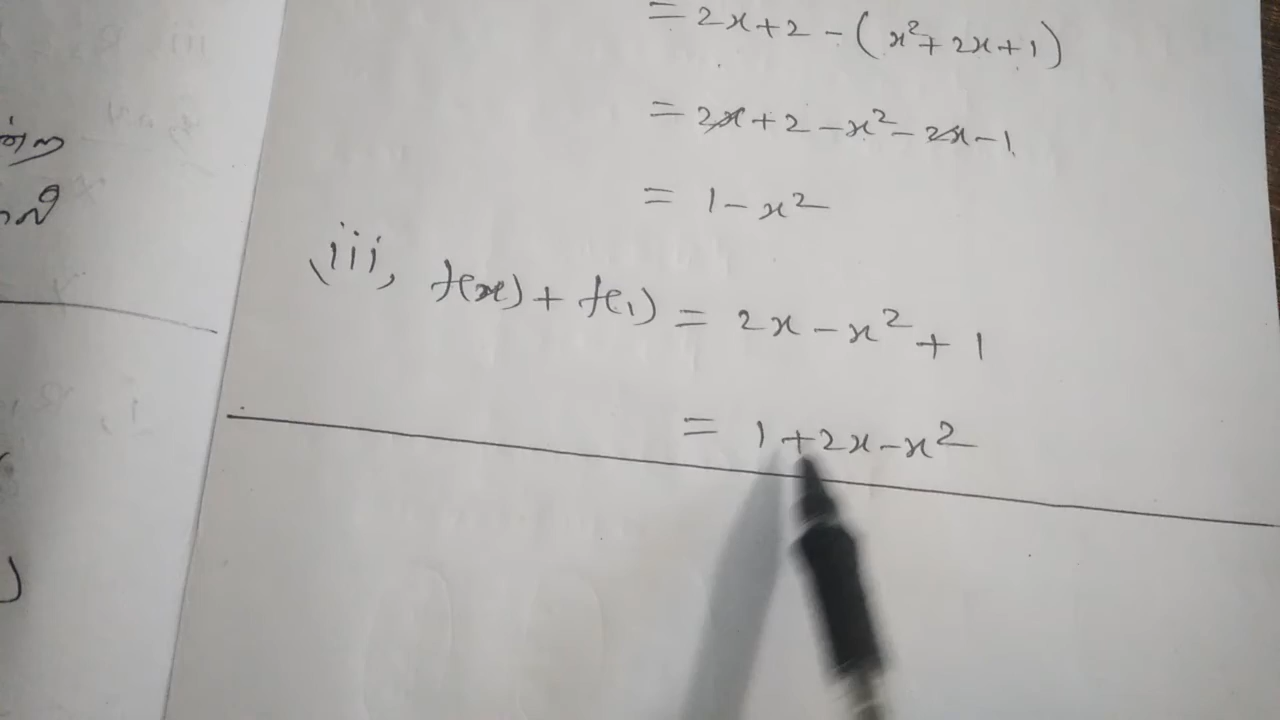 = 2x + 2 - (x² + 2x + 1)
= 2x + 2 - x² - 2x - 1
= 1 - x²
iii, f(x) + f(1) = 2x - x² + 1
= 1 + 2x - x²